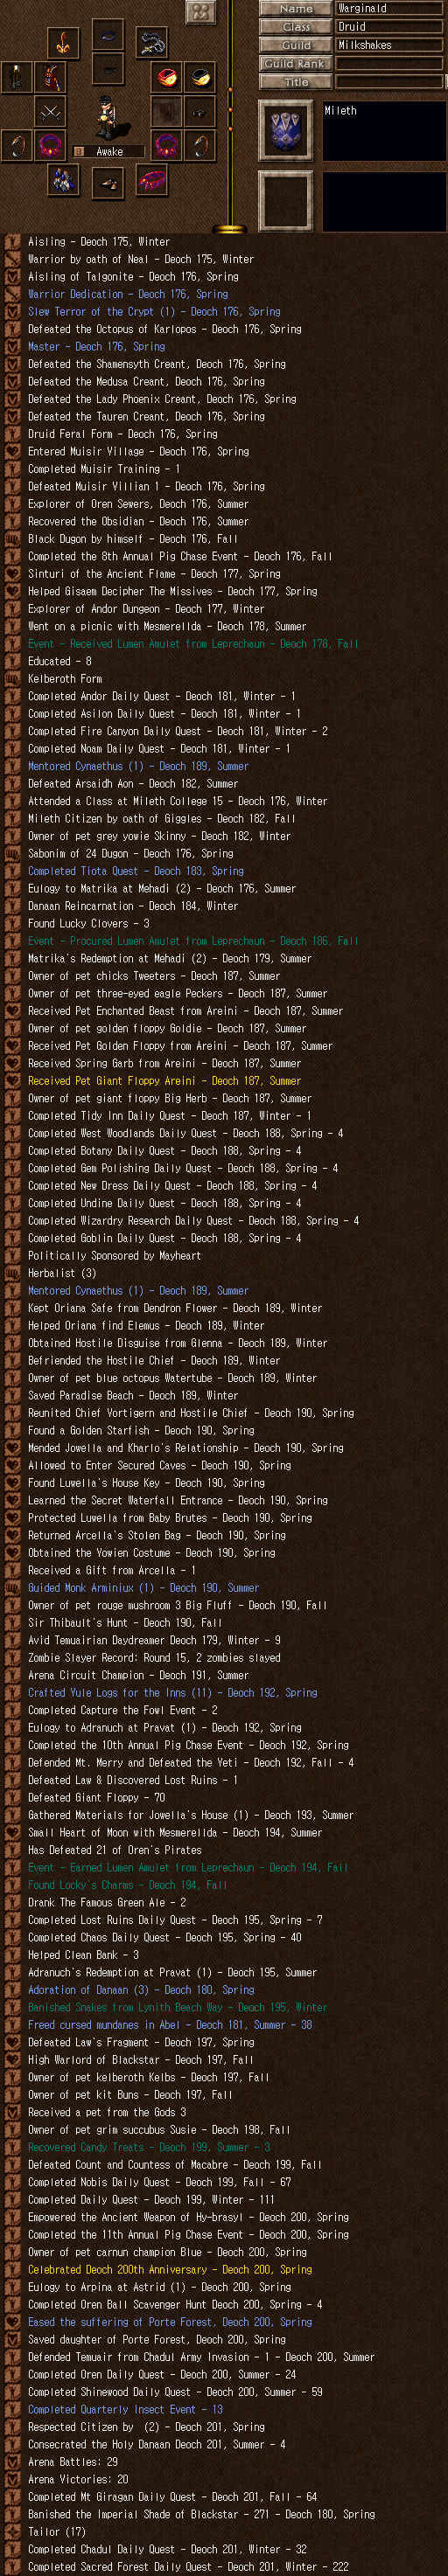 Name Warginald
Class Druid
Guild Milkshakes
Guild Rank
Title
Mileth
B Awake
Aisling - Deoch 175, Winter
Warrior by oath of Neal - Deoch 175, Winter
Aisling of Talgonite - Deoch 176, Spring
Warrior Dedication - Deoch 176, Spring
Slew Terror of the Crypt (1) - Deoch 176, Spring
Defeated the Octopus of Karlopos - Deoch 176, Spring
Master - Deoch 176, Spring
Defeated the Shamensyth Creant, Deoch 176, Spring
Defeated the Medusa Creant, Deoch 176, Spring
Defeated the Lady Phoenix Creant, Deoch 176, Spring
Defeated the Tauren Creant, Deoch 176, Spring
Druid Feral Form - Deoch 176, Spring
Entered Muisir Village - Deoch 176, Spring
Completed Muisir Training - 1
Defeated Muisir Villian 1 - Deoch 176, Spring
Explorer of Oren Sewers, Deoch 176, Summer
Recovered the Obsidian - Deoch 176, Summer
Black Dugon by himself - Deoch 176, Fall
Completed the 8th Annual Pig Chase Event - Deoch 176, Fall
Sinturi of the Ancient Flame - Deoch 177, Spring
Helped Gisaem Decipher The Missives - Deoch 177, Spring
Explorer of Andor Dungeon - Deoch 177, Winter
Went on a picnic with Mesmerellda - Deoch 178, Summer
Event - Received Lumen Amulet from Leprechaun - Deoch 178, Fall
Educated - 8
Kelberoth Form
Completed Andor Daily Quest - Deoch 181, Winter - 1
Completed Asilon Daily Quest - Deoch 181, Winter - 1
Completed Fire Canyon Daily Quest - Deoch 181, Winter - 2
Completed Noam Daily Quest - Deoch 181, Winter - 1
Mentored Cynaethus (1) - Deoch 189, Summer
Defeated Arsaidh Aon - Deoch 182, Summer
Attended a Class at Mileth College 15 - Deoch 176, Winter
Mileth Citizen by oath of Giggles - Deoch 182, Fall
Owner of pet grey yowie Skinny - Deoch 182, Winter
Sabonim of 24 Dugon - Deoch 176, Spring
Completed Tiota Quest - Deoch 183, Spring
Eulogy to Matrika at Mehadi (2) - Deoch 176, Summer
Danaan Reincarnation - Deoch 184, Winter
Found Lucky Clovers - 3
Event - Procured Lumen Amulet from Leprechaun - Deoch 186, Fall
Matrika's Redemption at Mehadi (2) - Deoch 179, Summer
Owner of pet chicks Tweeters - Deoch 187, Summer
Owner of pet three-eyed eagle Peckers - Deoch 187, Summer
Received Pet Enchanted Beast from Areini - Deoch 187, Summer
Owner of pet golden floppy Goldie - Deoch 187, Summer
Received Pet Golden Floppy from Areini - Deoch 187, Summer
Received Spring Garb from Areini - Deoch 187, Summer
Received Pet Giant Floppy Areini - Deoch 187, Summer
Owner of pet giant floppy Big Herb - Deoch 187, Summer
Completed Tidy Inn Daily Quest - Deoch 187, Winter - 1
Completed West Woodlands Daily Quest - Deoch 188, Spring - 4
Completed Botany Daily Quest - Deoch 188, Spring - 4
Completed Gem Polishing Daily Quest - Deoch 188, Spring - 4
Completed New Dress Daily Quest - Deoch 188, Spring - 4
Completed Undine Daily Quest - Deoch 188, Spring - 4
Completed Wizardry Research Daily Quest - Deoch 188, Spring - 4
Completed Goblin Daily Quest - Deoch 188, Spring - 4
Politically Sponsored by Mayheart
Herbalist (3)
Mentored Cynaethus (1) - Deoch 189, Summer
Kept Oriana Safe from Dendron Flower - Deoch 189, Winter
Helped Oriana find Elemus - Deoch 189, Winter
Obtained Hostile Disguise from Glenna - Deoch 189, Winter
Befriended the Hostile Chief - Deoch 189, Winter
Owner of pet blue octopus Watertube - Deoch 189, Winter
Saved Paradise Beach - Deoch 189, Winter
Reunited Chief Vortigern and Hostile Chief - Deoch 190, Spring
Found a Golden Starfish - Deoch 190, Spring
Mended Jowella and Kharlo's Relationship - Deoch 190, Spring
Allowed to Enter Secured Caves - Deoch 190, Spring
Found Luwella's House Key - Deoch 190, Spring
Learned the Secret Waterfall Entrance - Deoch 190, Spring
Protected Luwella from Baby Brutes - Deoch 190, Spring
Returned Arcella's Stolen Bag - Deoch 190, Spring
Obtained the Yowien Costume - Deoch 190, Spring
Received a Gift from Arcella - 1
Guided Monk Arminiux (1) - Deoch 190, Summer
Owner of pet rouge mushroom 3 Big Fluff - Deoch 190, Fall
Sir Thibault's Hunt - Deoch 190, Fall
Avid Temuairian Daydreamer Deoch 179, Winter - 9
Zombie Slayer Record: Round 15, 2 zombies slayed
Arena Circuit Champion - Deoch 191, Summer
Crafted Yule Logs for the Inns (11) - Deoch 192, Spring
Completed Capture the Fowl Event - 2
Eulogy to Adranuch at Pravat (1) - Deoch 192, Spring
Completed the 10th Annual Pig Chase Event - Deoch 192, Spring
Defended Mt. Merry and Defeated the Yeti - Deoch 192, Fall - 4
Defeated Law & Discovered Lost Ruins - 1
Defeated Giant Floppy - 70
Gathered Materials for Jowella's House (1) - Deoch 193, Summer
Small Heart of Moon with Mesmerellda - Deoch 194, Summer
Has Defeated 21 of Oren's Pirates
Event - Earned Lumen Amulet from Leprechaun - Deoch 194, Fall
Found Locky's Charms - Deoch 194, Fall
Drank The Famous Green Ale - 2
Completed Lost Ruins Daily Quest - Deoch 195, Spring - 7
Completed Chaos Daily Quest - Deoch 195, Spring - 40
Helped Clean Bank - 3
Adranuch's Redemption at Pravat (1) - Deoch 195, Summer
Adoration of Danaan (3) - Deoch 180, Spring
Banished Snakes from Lynith Beach Way - Deoch 195, Winter
Freed cursed mundanes in Abel - Deoch 181, Summer - 38
Defeated Law's Fragment - Deoch 197, Spring
High Warlord of Blackstar - Deoch 197, Fall
Owner of pet kelberoth Kelbs - Deoch 197, Fall
Owner of pet kit Buns - Deoch 197, Fall
Received a pet from the Gods 3
Owner of pet grim succubus Susie - Deoch 198, Fall
Recovered Candy Treats - Deoch 199, Summer - 3
Defeated Count and Countess of Macabre - Deoch 199, Fall
Completed Nobis Daily Quest - Deoch 199, Fall - 67
Completed Daily Quest - Deoch 199, Winter - 111
Empowered the Ancient Weapon of Hy-brasyl - Deoch 200, Spring
Completed the 11th Annual Pig Chase Event - Deoch 200, Spring
Owner of pet carnun champion Blue - Deoch 200, Spring
Celebrated Deoch 200th Anniversary - Deoch 200, Spring
Eulogy to Arpina at Astrid (1) - Deoch 200, Spring
Completed Oren Ball Scavenger Hunt Deoch 200, Spring - 4
Eased the suffering of Porte Forest, Deoch 200, Spring
Saved daughter of Porte Forest, Deoch 200, Spring
Defended Temuair from Chadul Army Invasion - 1 - Deoch 200, Summer
Completed Oren Daily Quest - Deoch 200, Summer - 24
Completed Shinewood Daily Quest - Deoch 200, Summer - 59
Completed Quarterly Insect Event - 13
Respected Citizen by (2) - Deoch 201, Spring
Consecrated the Holy Danaan Deoch 201, Summer - 4
Arena Battles: 29
Arena Victories: 20
Completed Mt Giragan Daily Quest - Deoch 201, Fall - 64
Banished the Imperial Shade of Blackstar - 271 - Deoch 180, Spring
Tailor (17)
Completed Chadul Daily Quest - Deoch 201, Winter - 32
Completed Sacred Forest Daily Quest - Deoch 201, Winter - 222